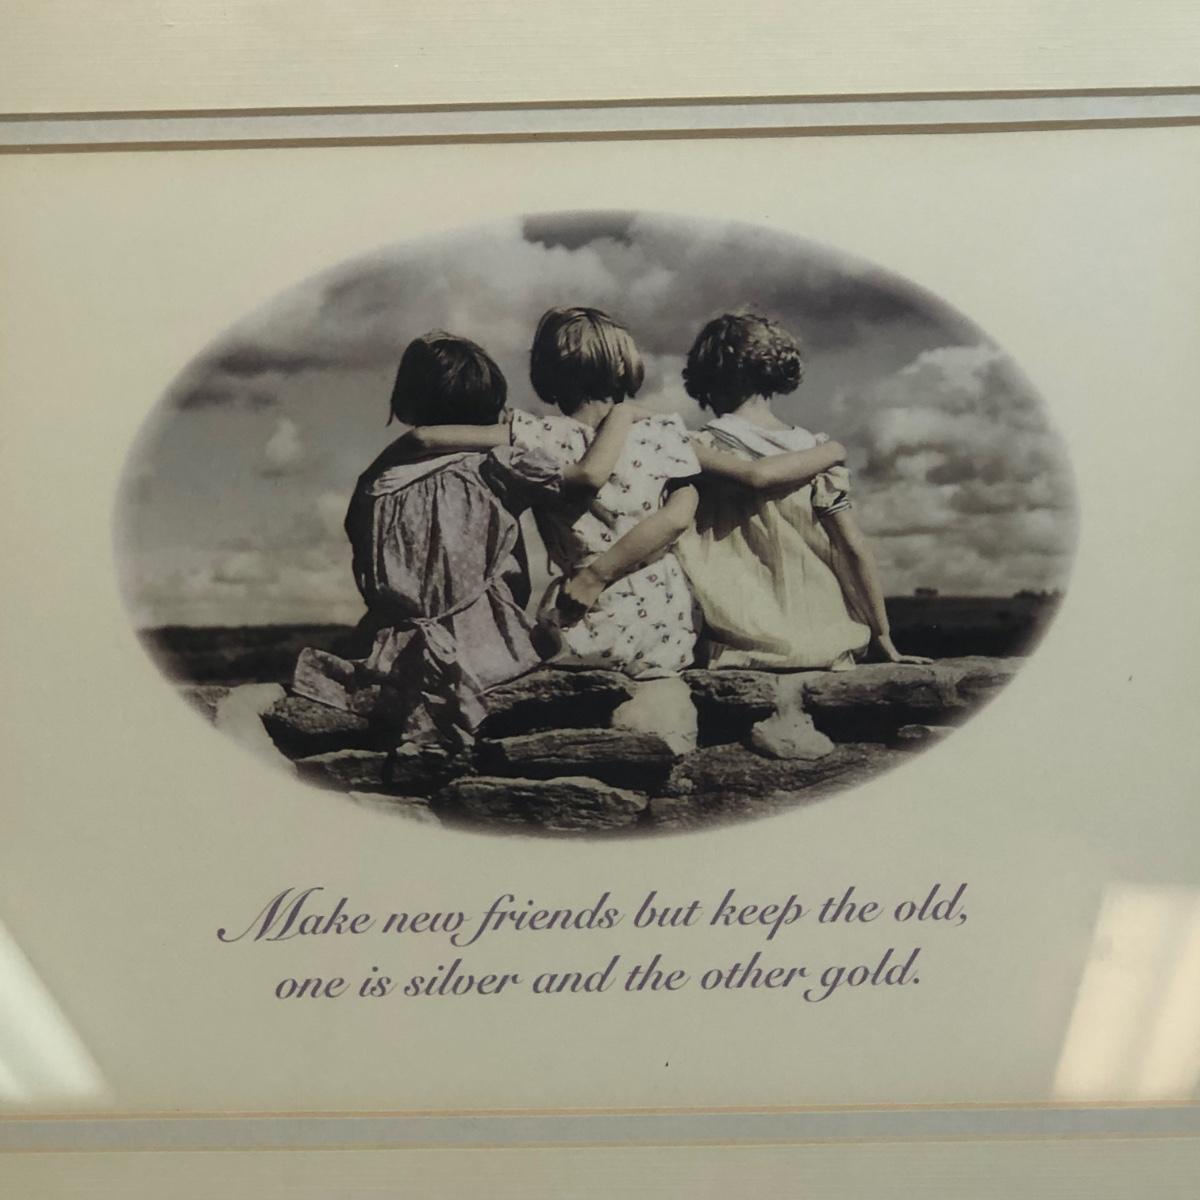 Make new friends but keep the old,
one is silver and the other gold.